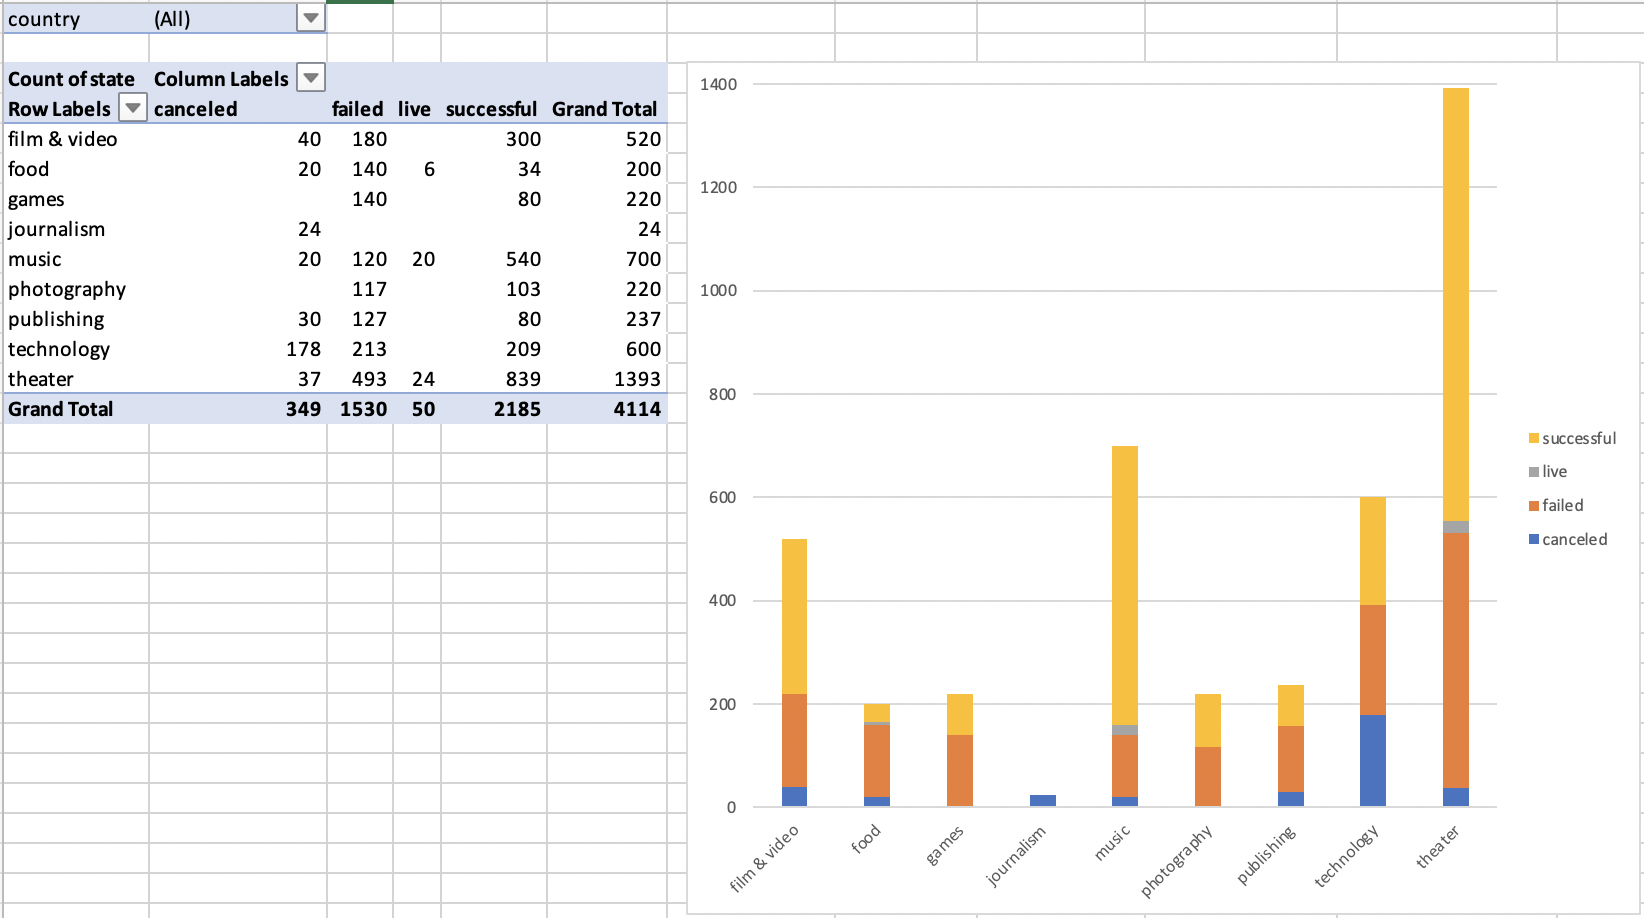 country (All)
Count of state Column Labels
Row Labels canceled failed live successful Grand Total
film & video 40 180 300 520
food 20 140 6 34 200
games 140 80 220
journalism 24 24
music 20 120 20 540 700
photography 117 103 220
publishing 30 127 80 237
technology 178 213 209 600
theater 37 493 24 839 1393
Grand Total 349 1530 50 2185 4114
1400
1200
1000
800
600
400
200
0
film & video
food
games
journalism
music
photography
publishing
technology
theater
successful
live
failed
canceled